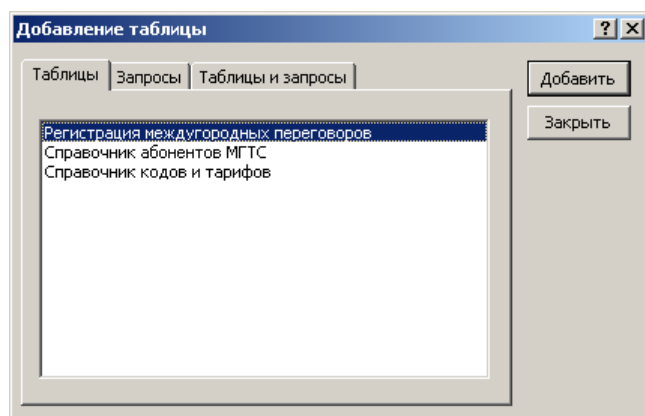 Добавление таблицы
Таблицы Запросы Таблицы и запросы
Добавить
Закрыть
Регистрация междугородных переговоров
Справочник абонентов МГТС
Справочник кодов и тарифов